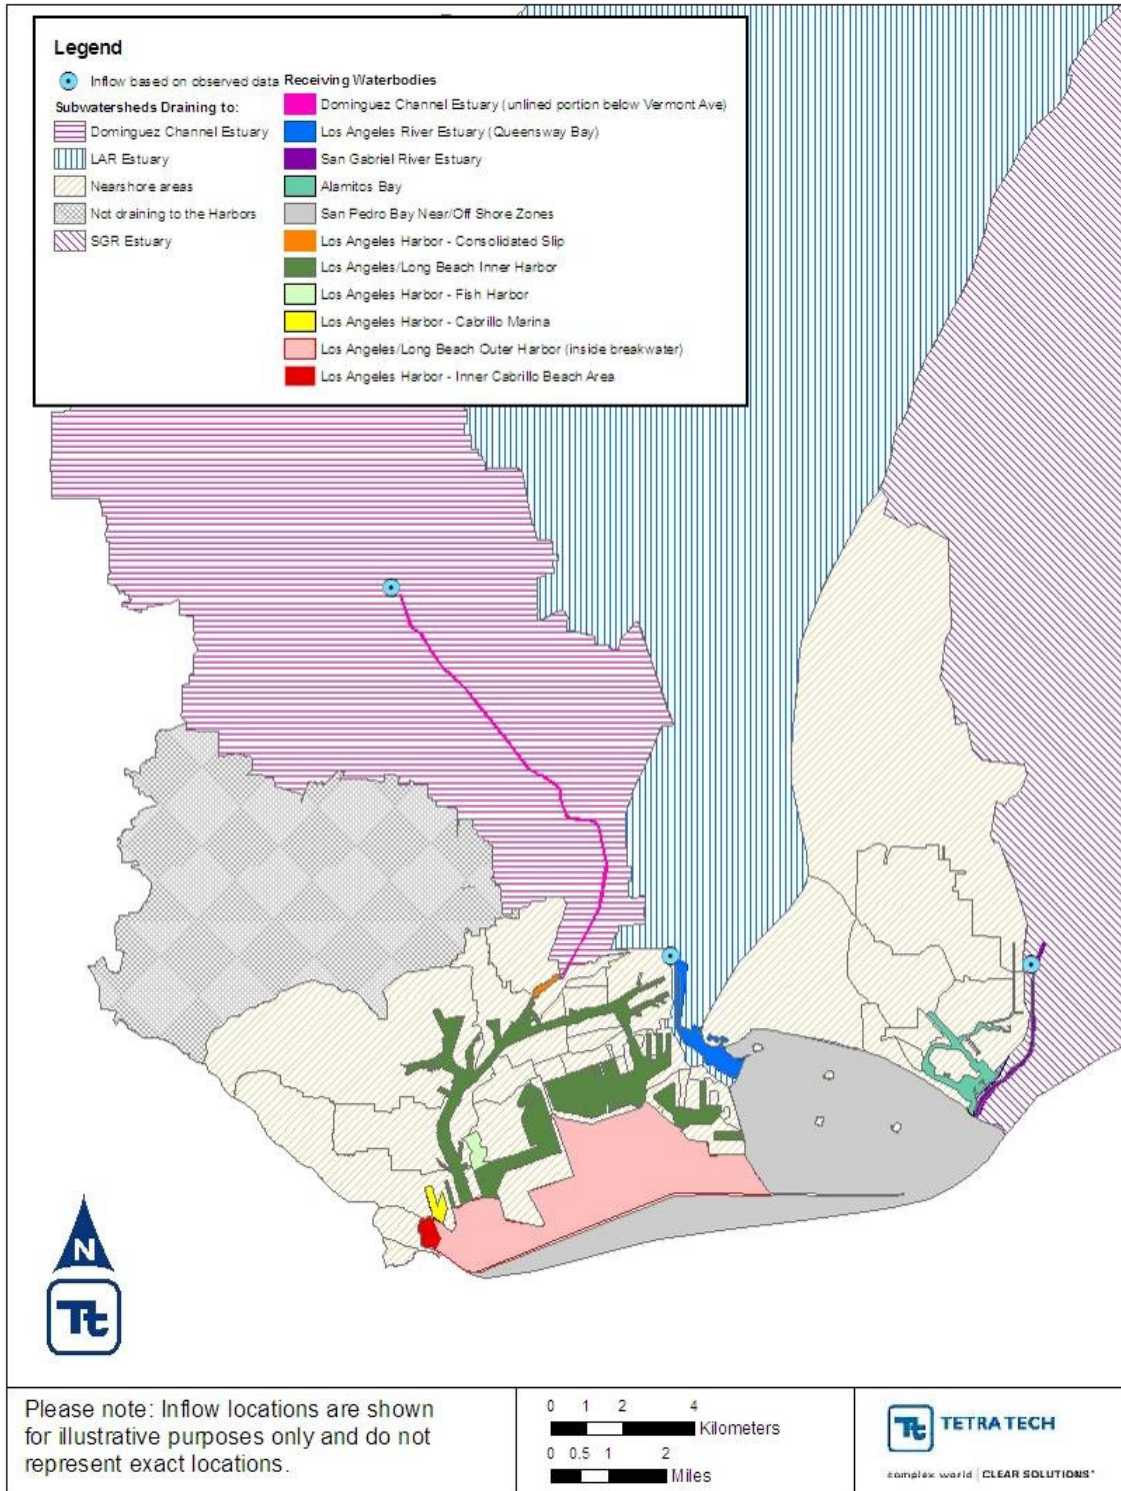 Legend
Inflow based on observed data
Subwatersheds Draining to:
Dominguez Channel Estuary
LAR Estuary
Nearshore areas
Not draining to the Harbors
SGR Estuary
Receiving Waterbodies
Dominguez Channel Estuary (unlined portion below Vermont Ave)
Los Angeles River Estuary (Queensway Bay)
San Gabriel River Estuary
Alamitos Bay
San Pedro Bay Near/Off Shore Zones
Los Angeles Harbor - Consolidated Slip
Los Angeles/Long Beach Inner Harbor
Los Angeles Harbor - Fish Harbor
Los Angeles Harbor - Cabrillo Marina
Los Angeles/Long Beach Outer Harbor (inside breakwater)
Los Angeles Harbor - Inner Cabrillo Beach Area
N
Tt
Please note: Inflow locations are shown
for illustrative purposes only and do not
represent exact locations.
0 1 2 4
Kilometers
0 0.5 1 2
Miles
Tt TETRA TECH
complex world | CLEAR SOLUTIONS™